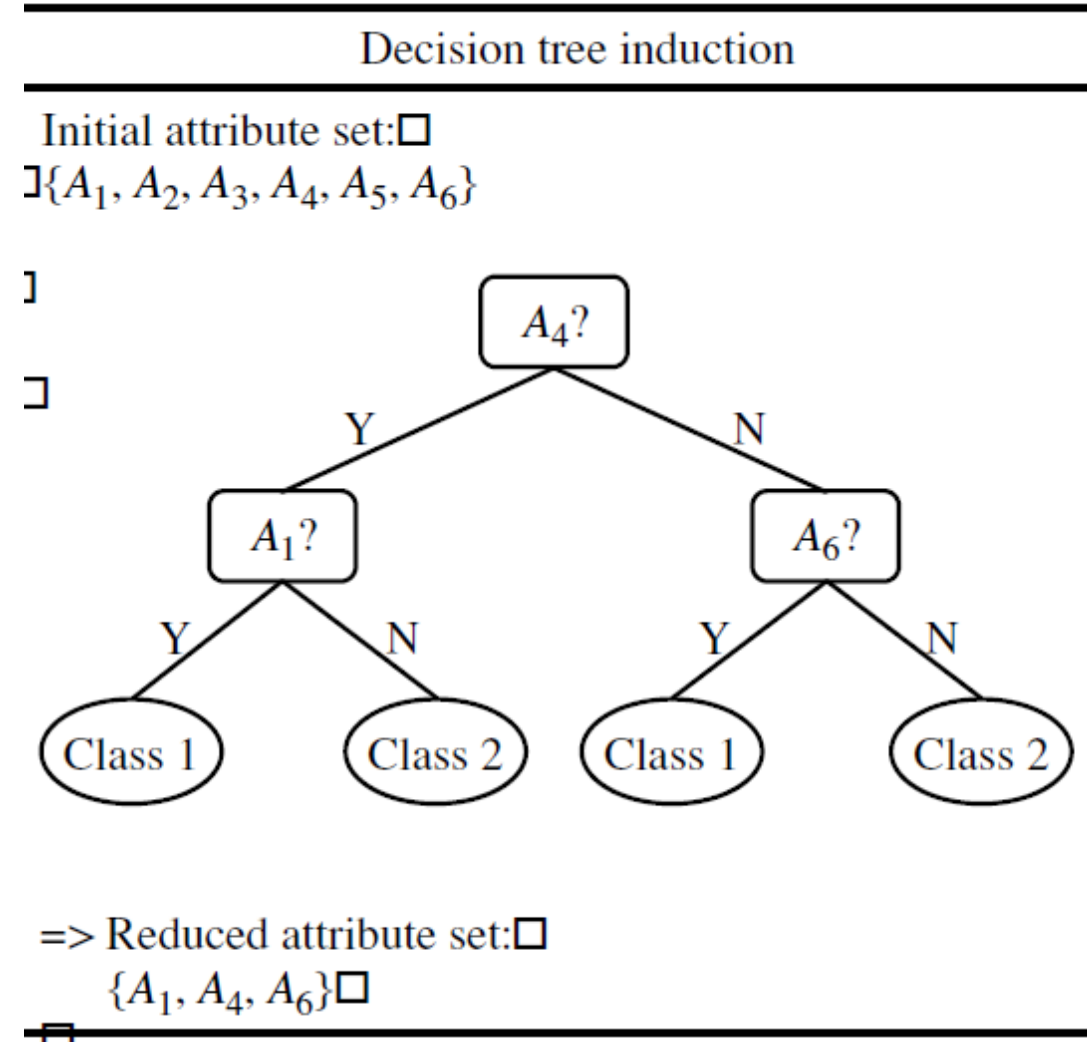 Decision tree induction
Initial attribute set:□
□{A₁, A₂, A₃, A₄, A₅, A₆}
□
A₄?
□
Y N
A₁? A₆?
Y N Y N
Class 1 Class 2 Class 1 Class 2
=> Reduced attribute set:□
{A₁, A₄, A₆}□
□